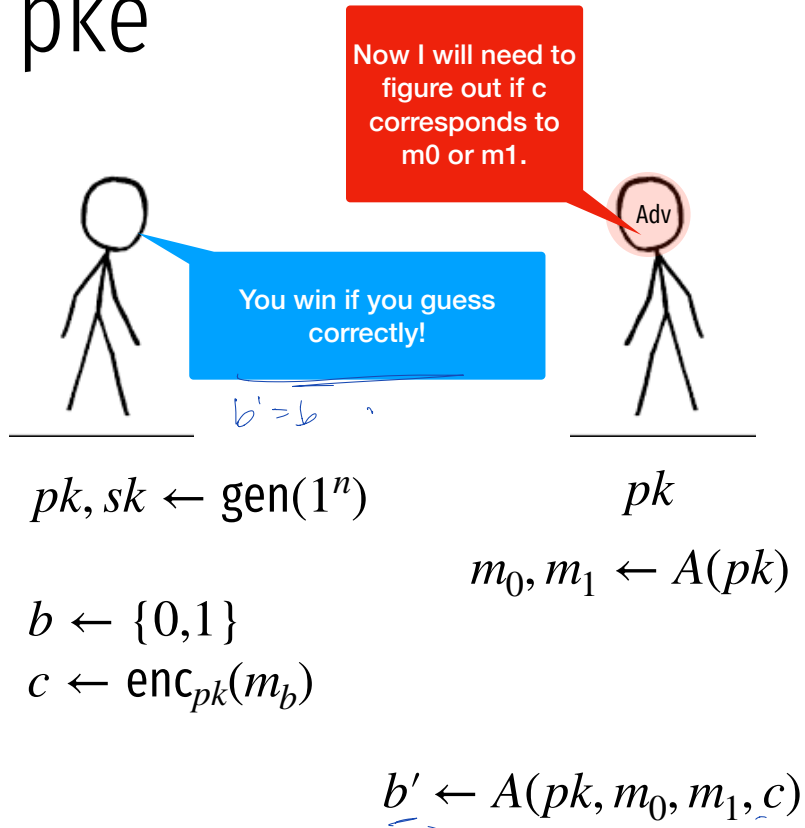 pke
Now I will need to
figure out if c
corresponds to
m0 or m1.
Adv
You win if you guess
correctly!
b' = b
pk, sk ← gen(1ⁿ)
pk
m₀, m₁ ← A(pk)
b ← {0,1}
c ← enc_pk(m_b)
b′ ← A(pk, m₀, m₁, c)